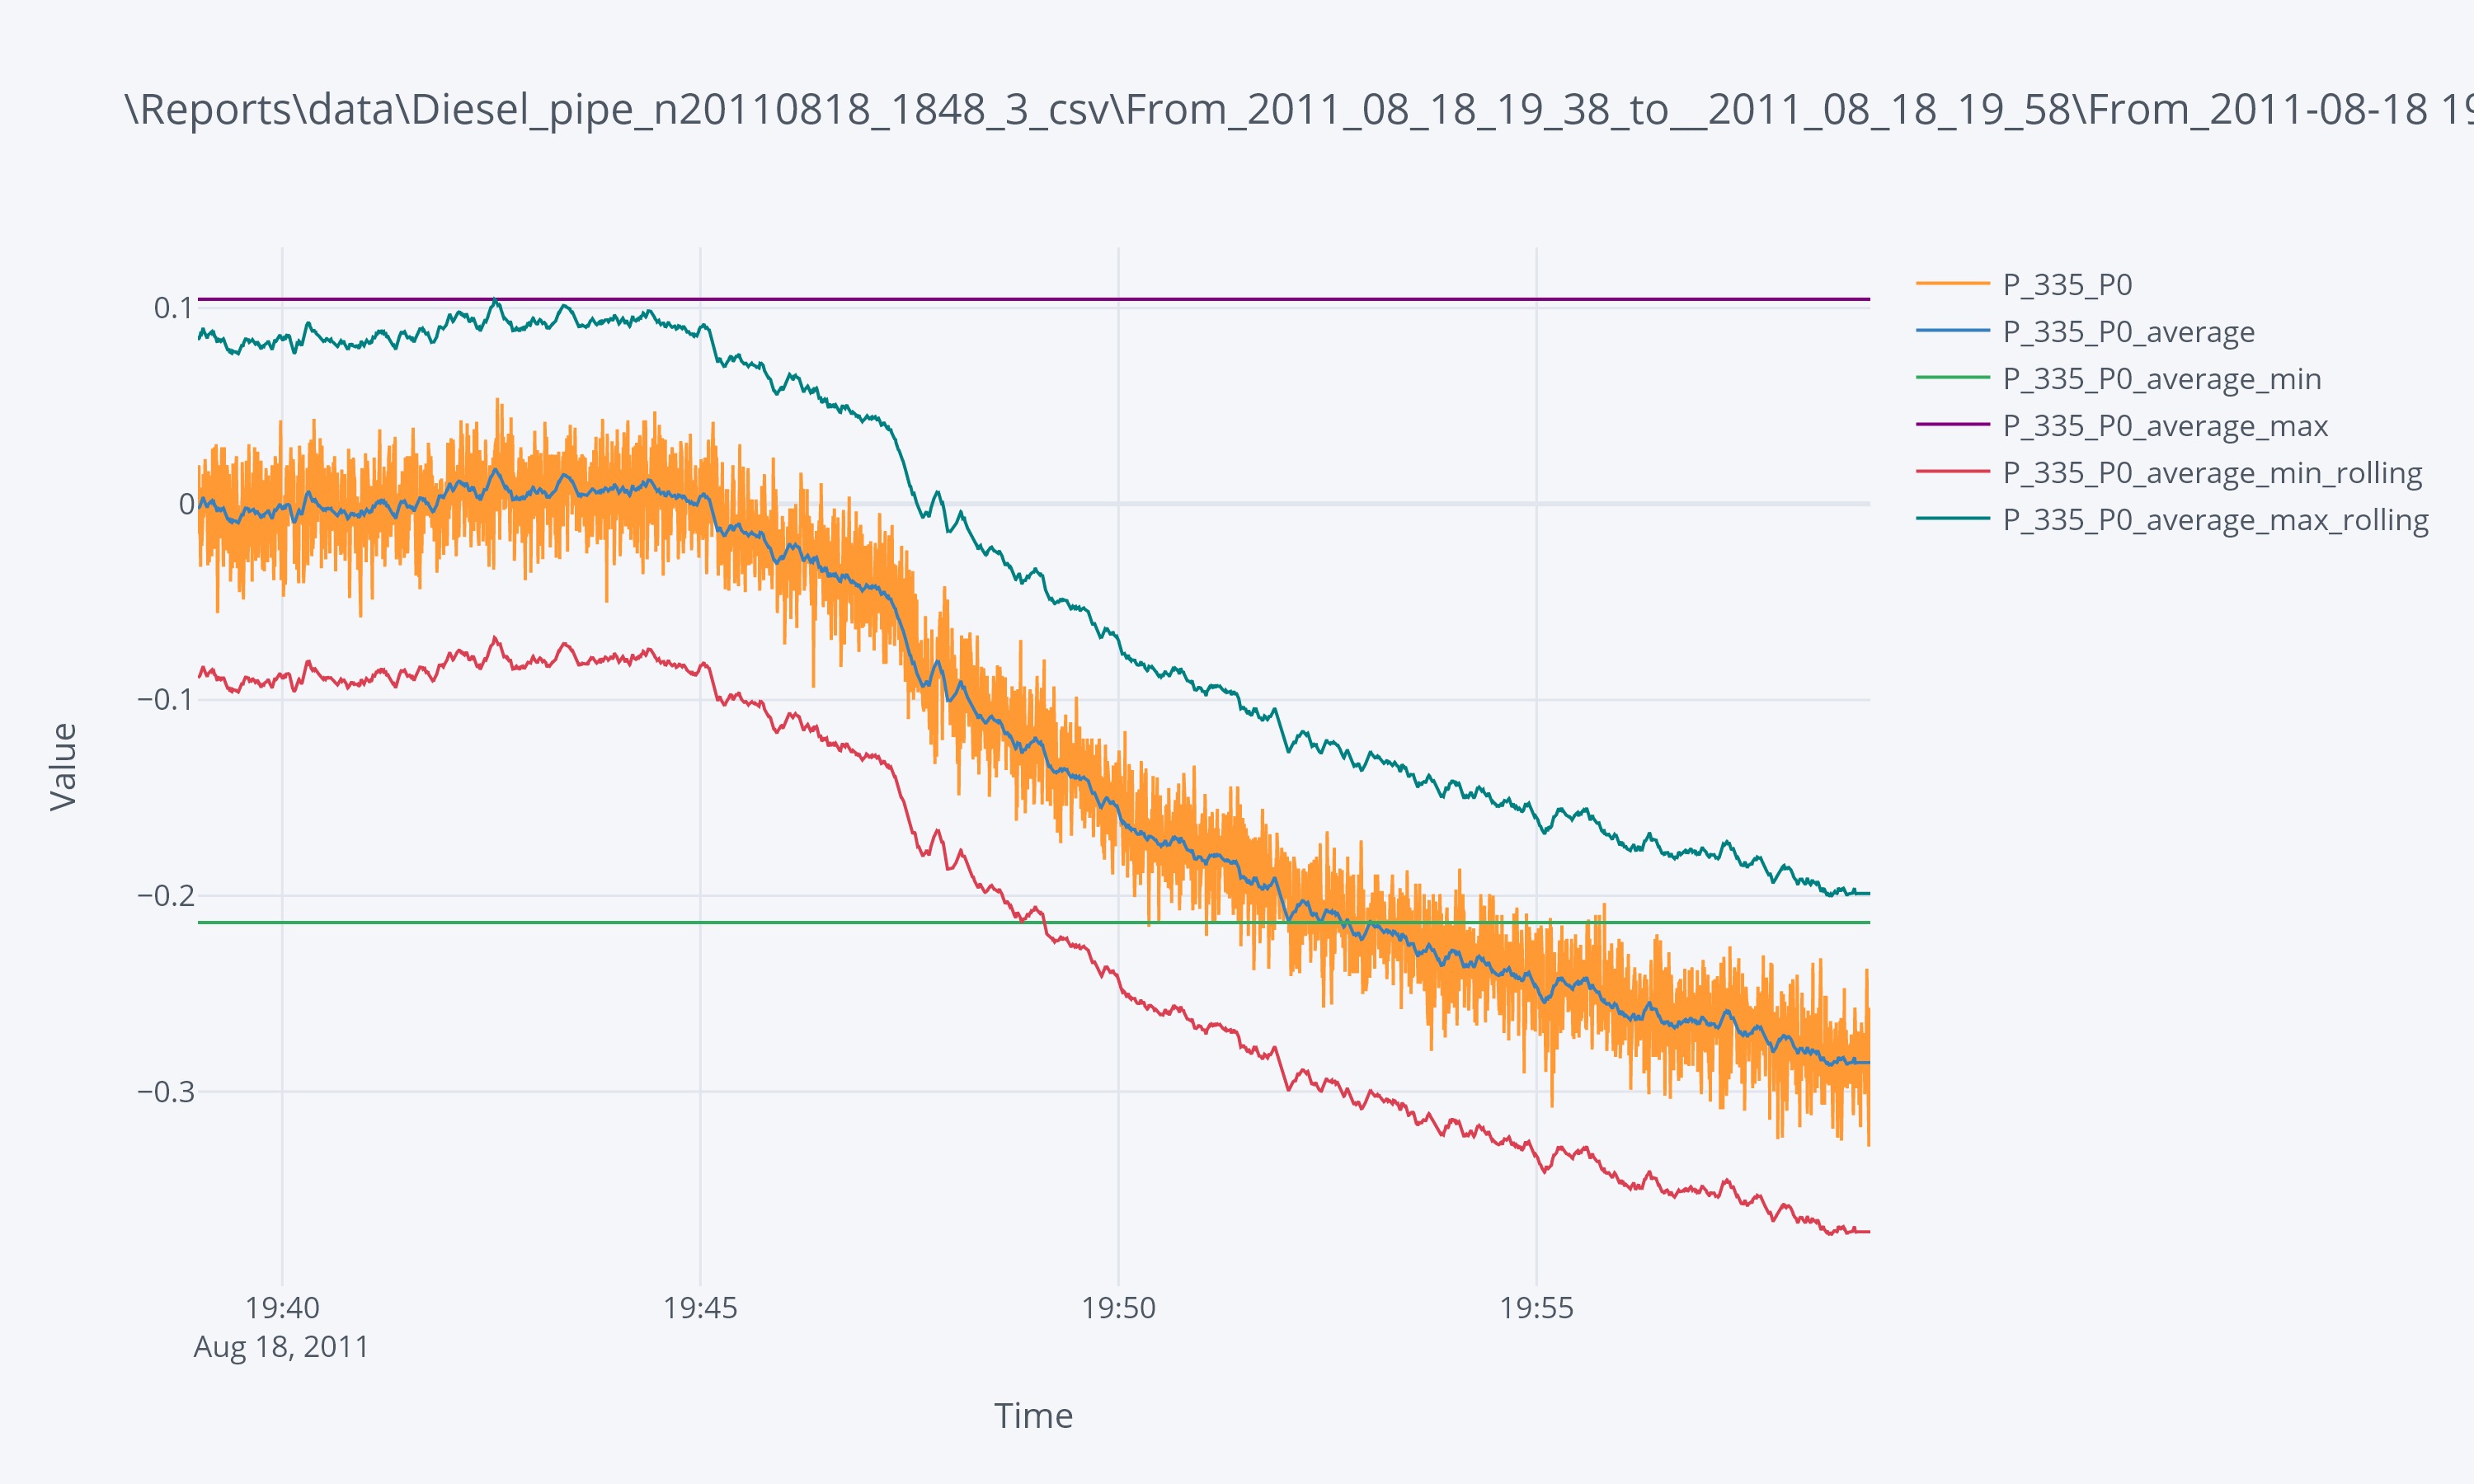 \Reports\data\Diesel_pipe_n20110818_1848_3_csv\From_2011_08_18_19_38_to__2011_08_18_19_58\From_2011-08-18 19
P_335_P0
P_335_P0_average
P_335_P0_average_min
P_335_P0_average_max
P_335_P0_average_min_rolling
P_335_P0_average_max_rolling
Value
0.1
0
−0.1
−0.2
−0.3
19:40
19:45
19:50
19:55
Aug 18, 2011
Time